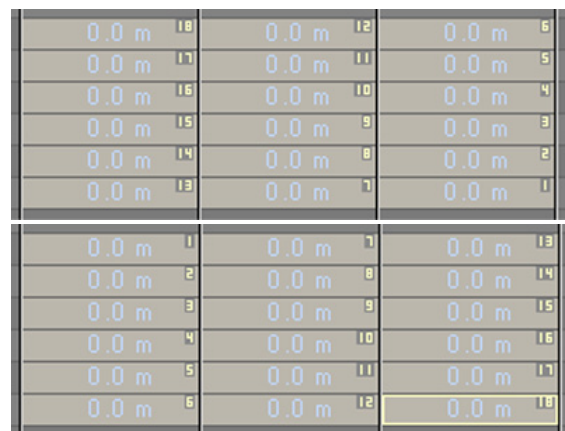 0.0 m 18 0.0 m 12 0.0 m 6
0.0 m 17 0.0 m 11 0.0 m 5
0.0 m 16 0.0 m 10 0.0 m 4
0.0 m 15 0.0 m 9 0.0 m 3
0.0 m 14 0.0 m 8 0.0 m 2
0.0 m 13 0.0 m 7 0.0 m 1
0.0 m 1 0.0 m 7 0.0 m 13
0.0 m 2 0.0 m 8 0.0 m 14
0.0 m 3 0.0 m 9 0.0 m 15
0.0 m 4 0.0 m 10 0.0 m 16
0.0 m 5 0.0 m 11 0.0 m 17
0.0 m 6 0.0 m 12 0.0 m 18